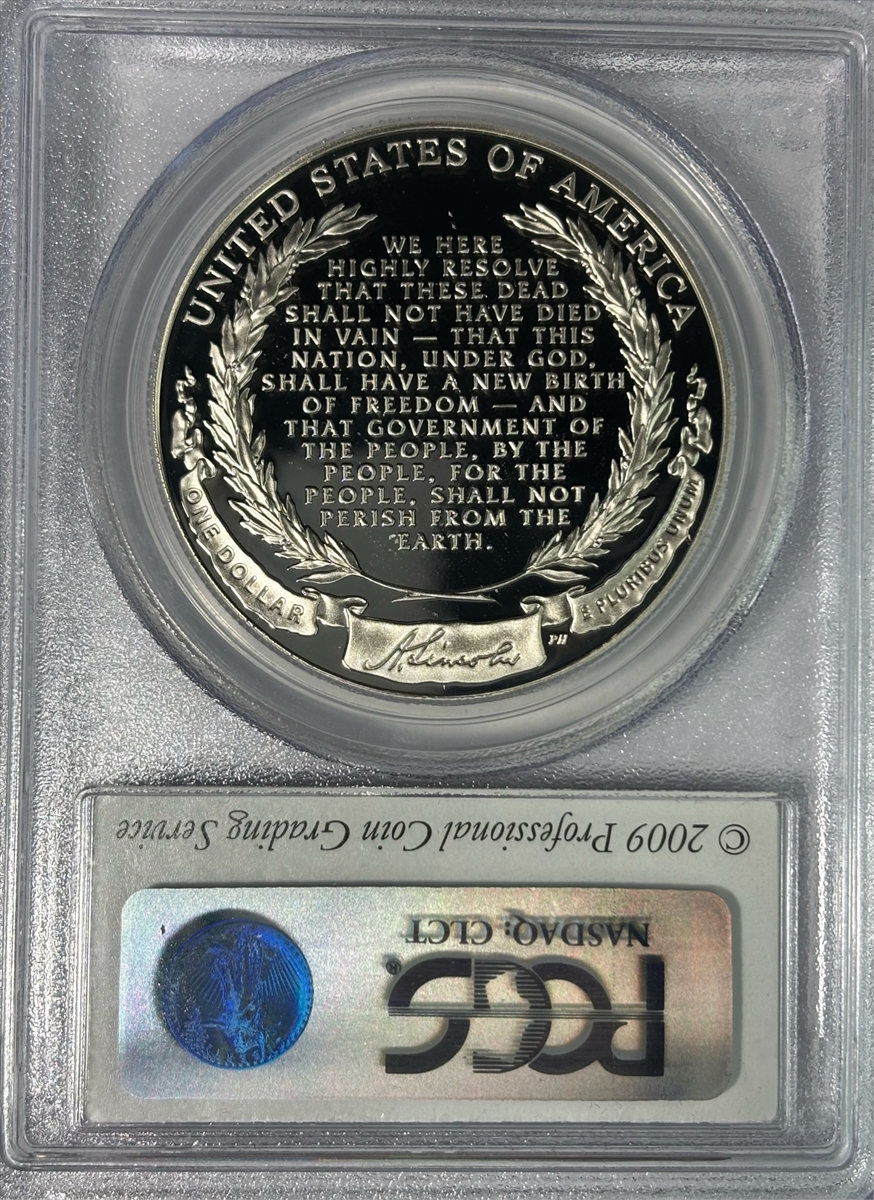 UNITED STATES OF AMERICA
WE HERE
HIGHLY RESOLVE
THAT THESE DEAD
SHALL NOT HAVE DIED
IN VAIN — THAT THIS
NATION, UNDER GOD,
SHALL HAVE A NEW BIRTH
OF FREEDOM — AND
THAT GOVERNMENT OF
THE PEOPLE, BY THE
PEOPLE, FOR THE
PEOPLE, SHALL NOT
PERISH FROM THE
EARTH.
ONE DOLLAR
A. Lincoln
PH
E PLURIBUS UNUM
© 2009 Professional Coin Grading Service
NASDAQ: CLCT
PCGS®